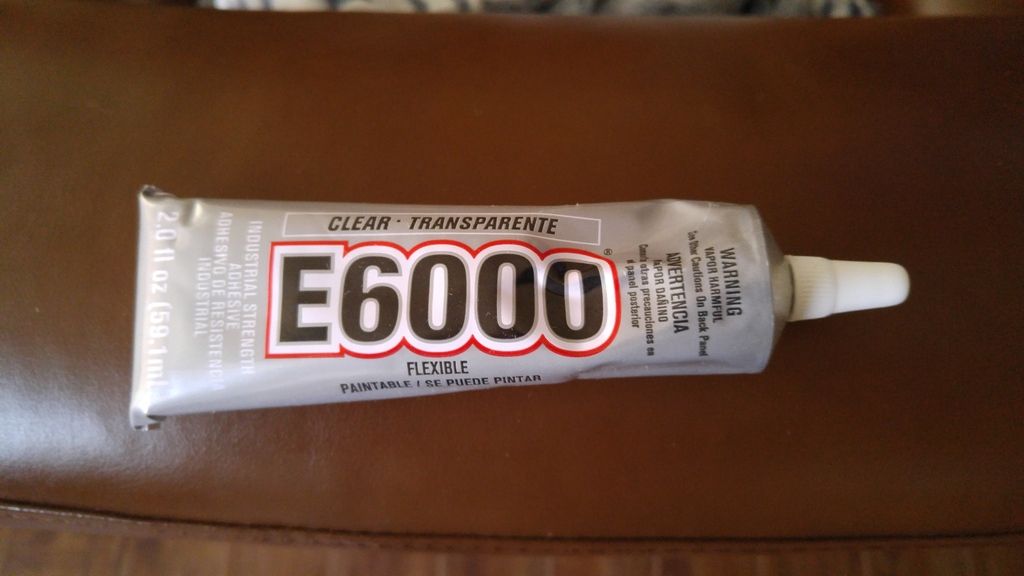 CLEAR · TRANSPARENTE
E6000®
FLEXIBLE
PAINTABLE / SE PUEDE PINTAR
INDUSTRIAL STRENGTH
ADHESIVE
ADHESIVO DE RESISTENCI
INDUSTRIAL
2.0 fl oz (59.1mL
WARNING
VAPOR HARMFUL
See Other Cautions On Back Panel
ADVERTENCIA
VAPOR DAÑINO
Consulte otras precauciones en
el panel posterior